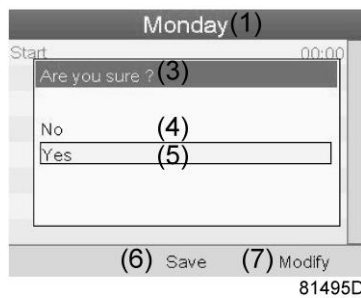 Monday(1)
Start 00:00
Are you sure ?(3)
No (4)
Yes (5)
(6) Save (7) Modify
81495D